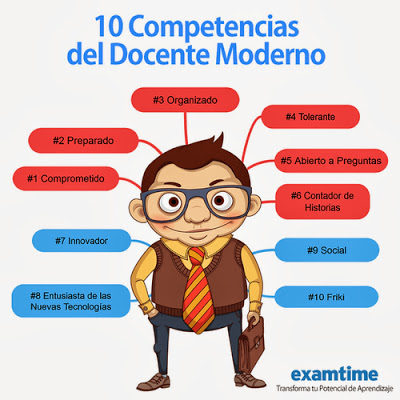 10 Competencias
del Docente Moderno
#3 Organizado
#4 Tolerante
#2 Preparado
#5 Abierto a Preguntas
#1 Comprometido
#6 Contador de
Historias
#7 Innovador
#9 Social
#8 Entusiasta de las
Nuevas Tecnologías
#10 Friki
examtime
Transforma tu Potencial de Aprendizaje